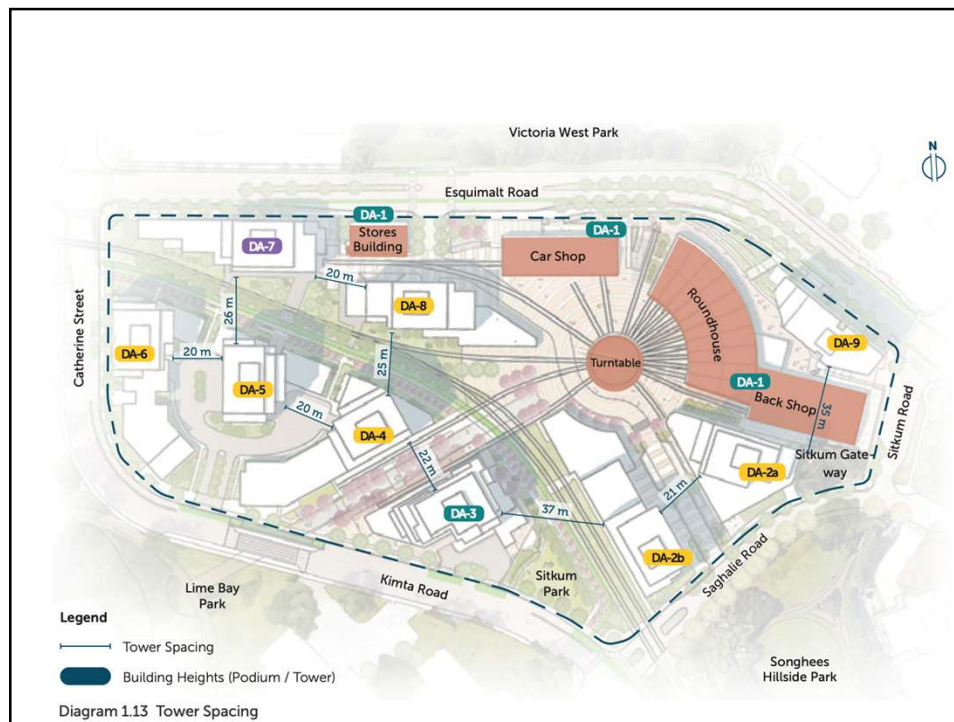 Victoria West Park
N
Esquimalt Road
DA-1
Stores
Building
DA-1
Car Shop
DA-7
20 m
DA-8
26 m
Roundhouse
Catherine Street
DA-6
20 m
DA-5
25 m
Turntable
DA-9
DA-1
Back Shop
35 m
Sitkum Road
20 m
DA-4
22 m
Sitkum Gate-
way
DA-2a
21 m
DA-3
37 m
DA-2b
Saghalie Road
Sitkum
Park
Kimta Road
Lime Bay
Park
Songhees
Hillside Park
Legend
Tower Spacing
Building Heights (Podium / Tower)
Diagram 1.13 Tower Spacing